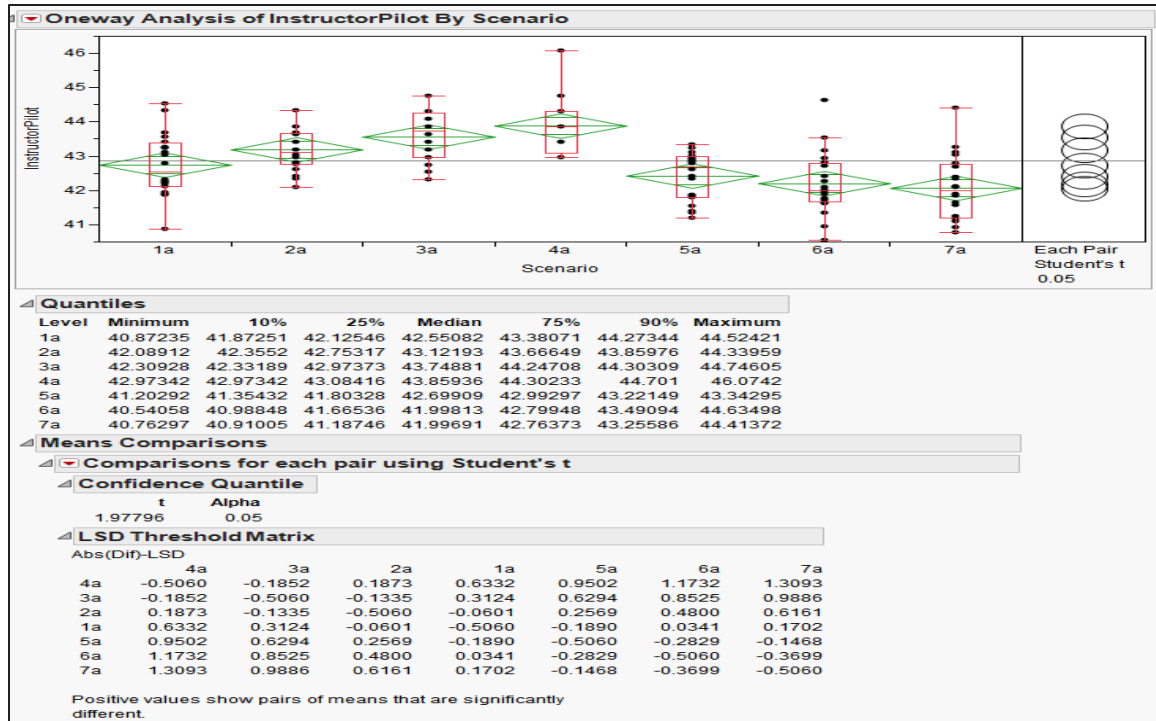 Oneway Analysis of InstructorPilot By Scenario
46
45
44
43
42
41
InstructorPilot
1a 2a 3a 4a 5a 6a 7a
Scenario
Each Pair
Student's t
0.05
Quantiles
Level Minimum 10% 25% Median 75% 90% Maximum
1a 40.87235 41.87251 42.12546 42.55082 43.38071 44.27344 44.52421
2a 42.08912 42.3552 42.75317 43.12193 43.66649 43.85976 44.33959
3a 42.30928 42.33189 42.97373 43.74881 44.24708 44.30309 44.74605
4a 42.97342 42.97342 43.08416 43.85936 44.30233 44.701 46.0742
5a 41.20292 41.35432 41.80328 42.69909 42.99297 43.22149 43.34295
6a 40.54058 40.98848 41.66536 41.99813 42.79948 43.49094 44.63498
7a 40.76297 40.91005 41.18746 41.99691 42.76373 43.25586 44.41372
Means Comparisons
Comparisons for each pair using Student's t
Confidence Quantile
t Alpha
1.97796 0.05
LSD Threshold Matrix
Abs(Dif)-LSD
4a 3a 2a 1a 5a 6a 7a
4a -0.5060 -0.1852 0.1873 0.6332 0.9502 1.1732 1.3093
3a -0.1852 -0.5060 -0.1335 0.3124 0.6294 0.8525 0.9886
2a 0.1873 -0.1335 -0.5060 -0.0601 0.2569 0.4800 0.6161
1a 0.6332 0.3124 -0.0601 -0.5060 -0.1890 0.0341 0.1702
5a 0.9502 0.6294 0.2569 -0.1890 -0.5060 -0.2829 -0.1468
6a 1.1732 0.8525 0.4800 0.0341 -0.2829 -0.5060 -0.3699
7a 1.3093 0.9886 0.6161 0.1702 -0.1468 -0.3699 -0.5060
Positive values show pairs of means that are significantly
different.